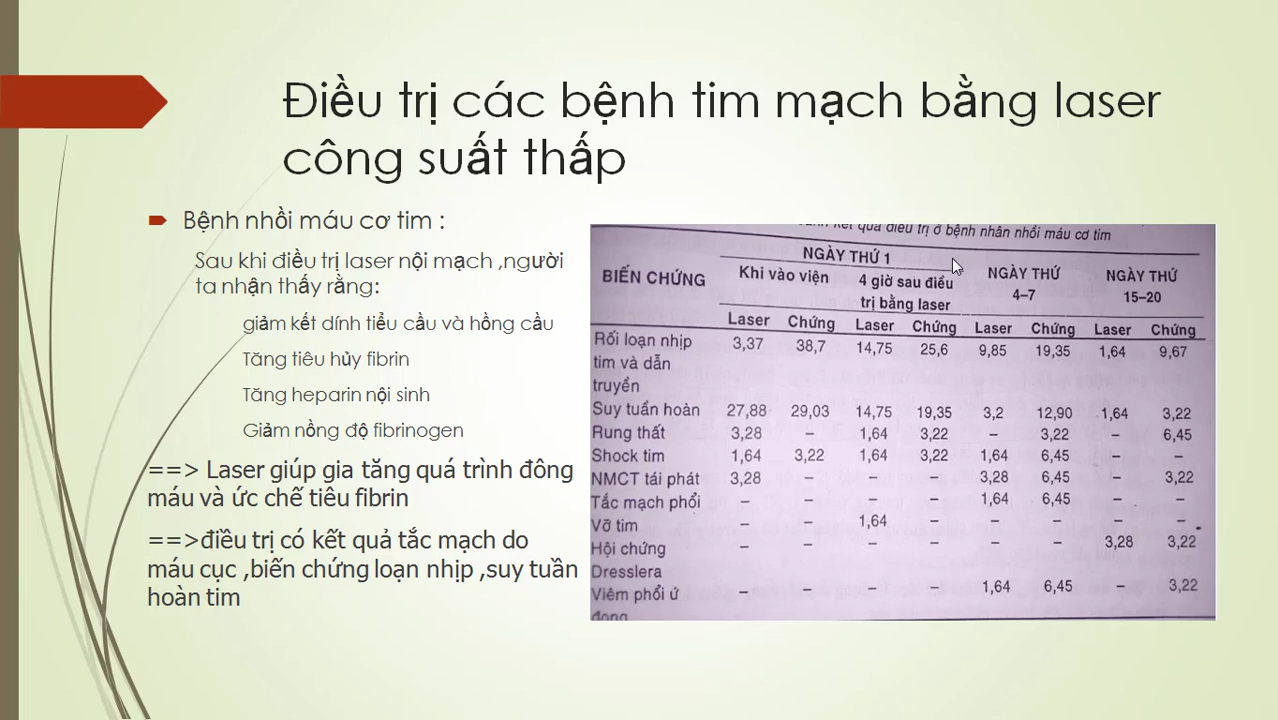 Điều trị các bệnh tim mạch bằng laser
công suất thấp
Bệnh nhồi máu cơ tim :
Sau khi điều trị laser nội mạch ,người
ta nhận thấy rằng:
giảm kết dính tiểu cầu và hồng cầu
Tăng tiêu hủy fibrin
Tăng heparin nội sinh
Giảm nồng độ fibrinogen
==> Laser giúp gia tăng quá trình đông
máu và ức chế tiêu fibrin
==>điều trị có kết quả tắc mạch do
máu cục ,biến chứng loạn nhịp ,suy tuần
hoàn tim
kết quả điều trị ở bệnh nhân nhồi máu cơ tim
BIẾN CHỨNG NGÀY THỨ 1 NGÀY THỨ 4–7 NGÀY THỨ 15–20
Khi vào viện 4 giờ sau điều trị bằng laser
Laser Chứng Laser Chứng Laser Chứng Laser Chứng
Rối loạn nhịp 3,37 38,7 14,75 25,6 9,85 19,35 1,64 9,67
tim và dẫn
truyền
Suy tuần hoàn 27,88 29,03 14,75 19,35 3,2 12,90 1,64 3,22
Rung thất 3,28 – 1,64 3,22 – 3,22 – 6,45
Shock tim 1,64 3,22 1,64 3,22 1,64 6,45 – –
NMCT tái phát 3,28 – – – 3,28 6,45 – 3,22
Tắc mạch phổi – – – – 1,64 6,45 – –
Vỡ tim – – 1,64 – – – – –
Hội chứng – – – – – – 3,28 3,22
Dresslera
Viêm phổi ứ – – – – 1,64 6,45 – 3,22
đọng